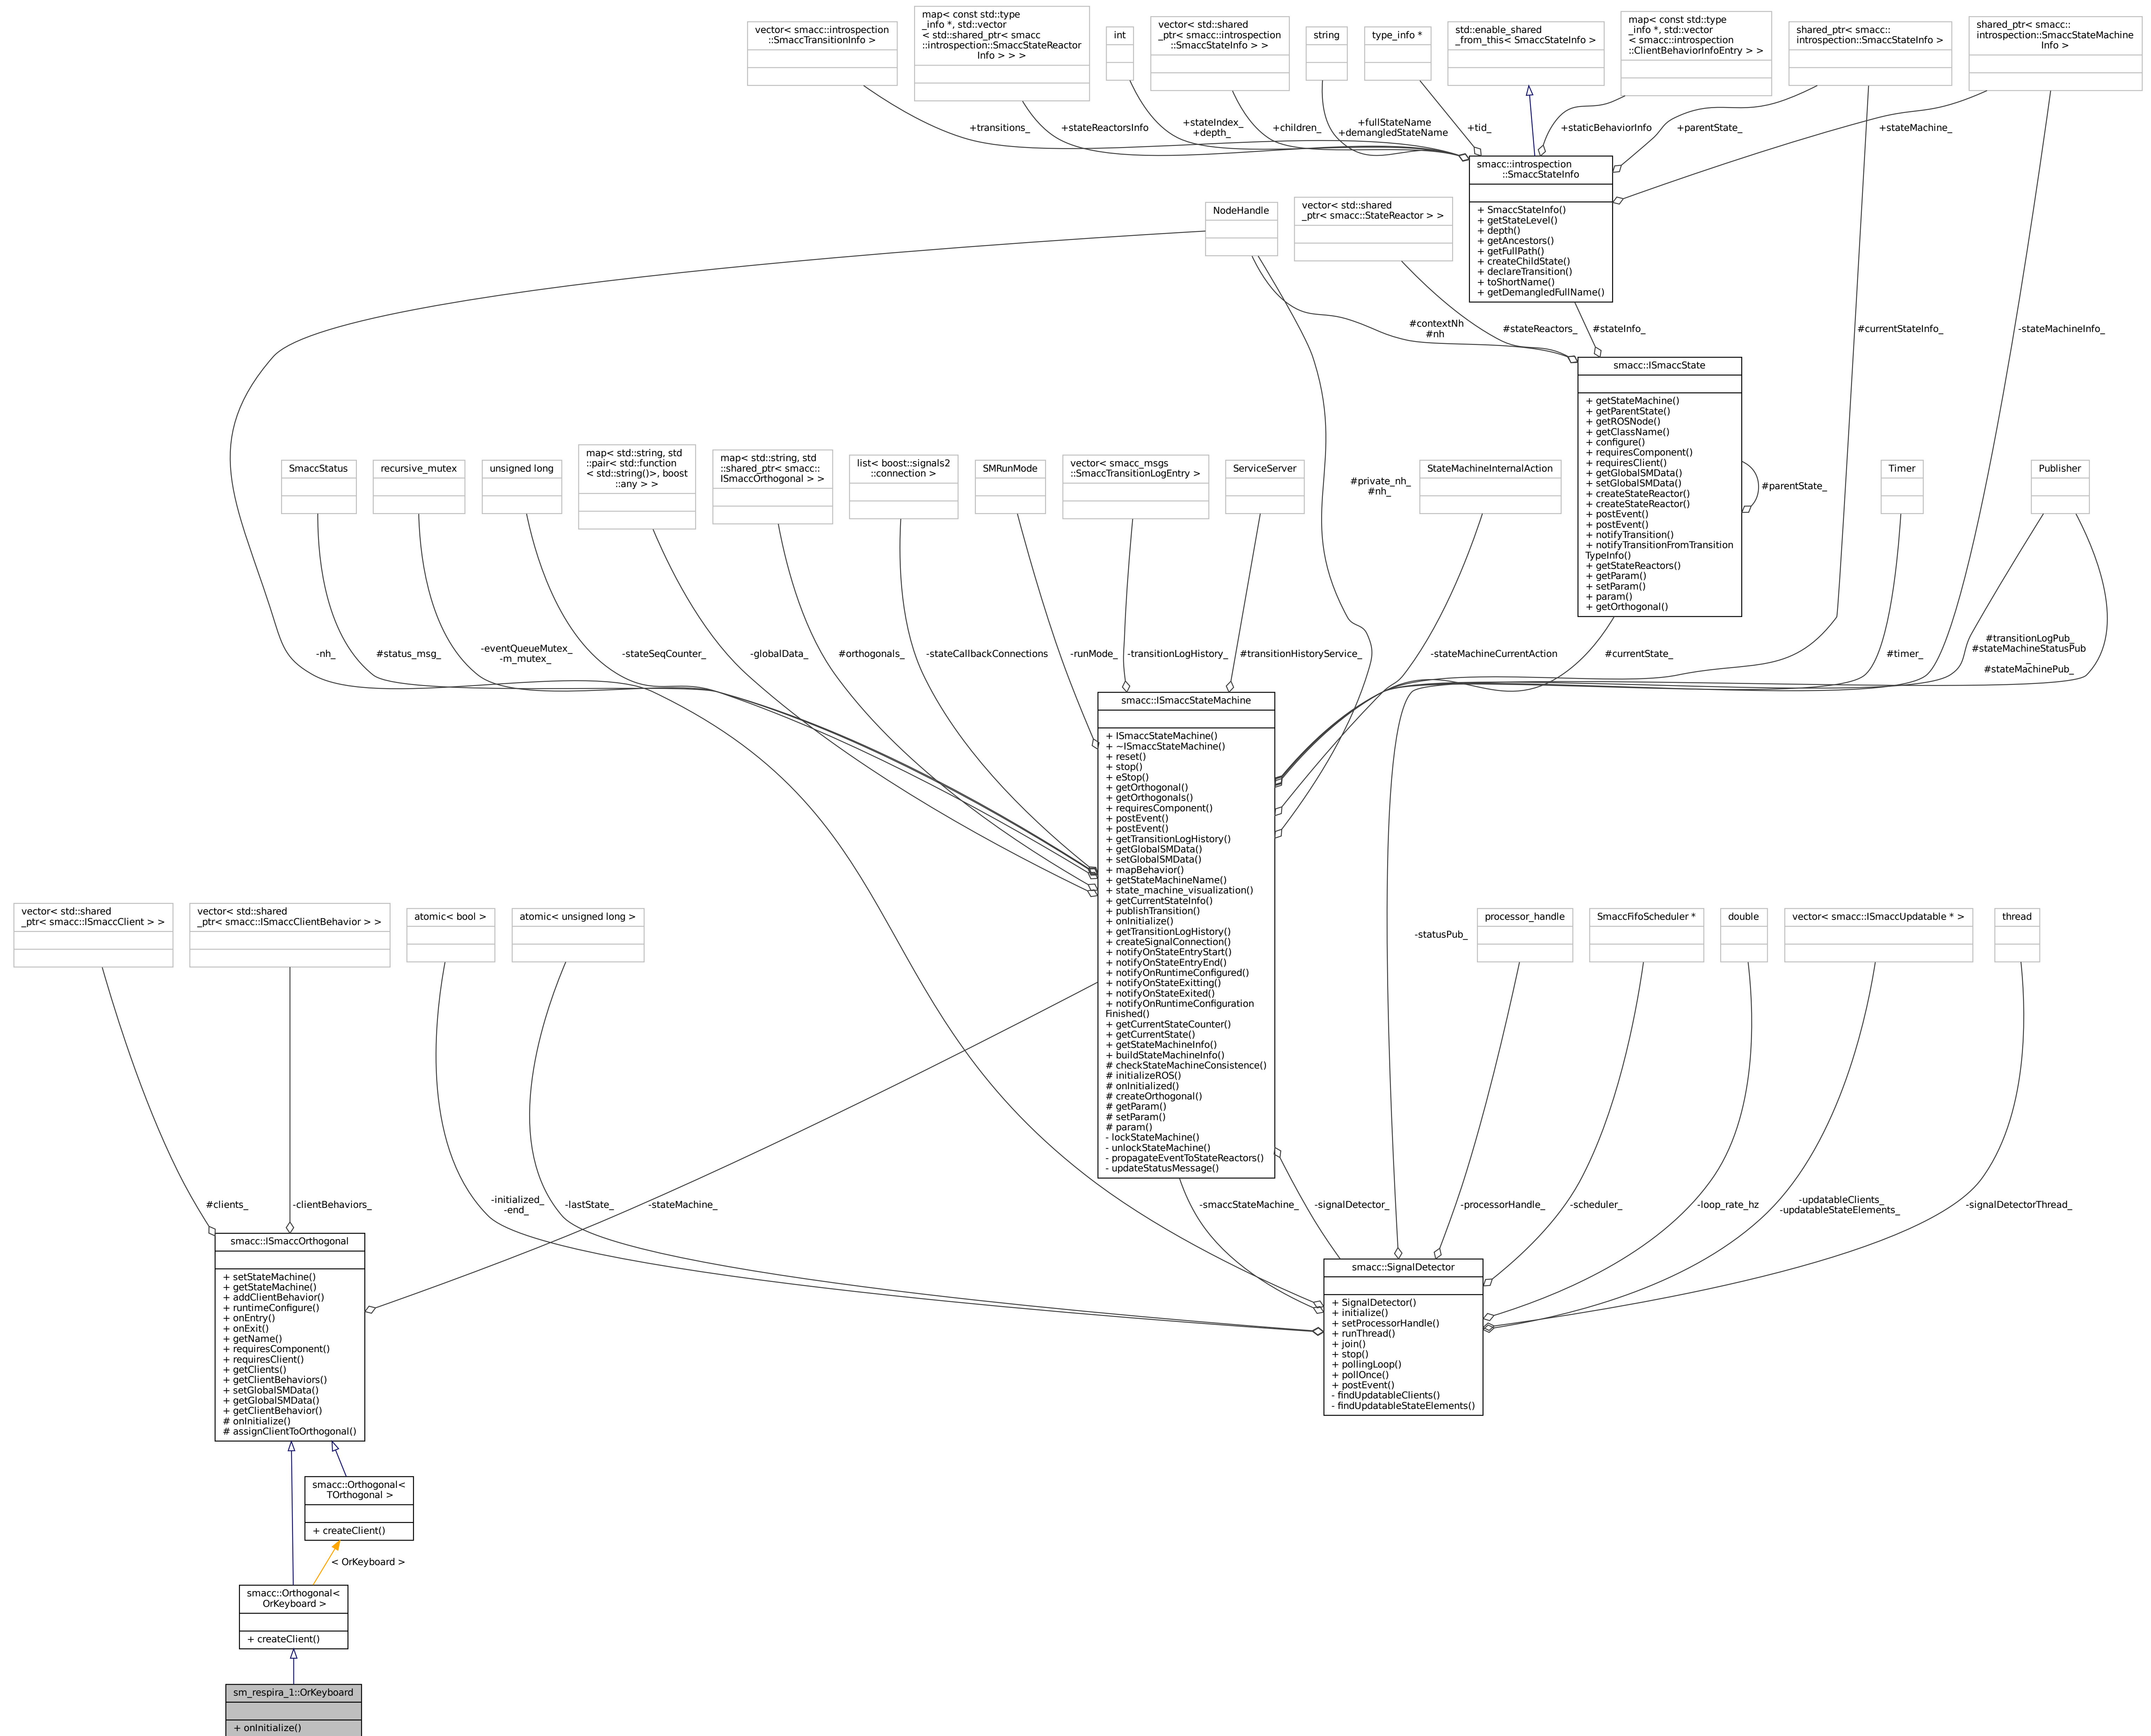 vector< smacc::introspection
::SmaccTransitionInfo >
map< const std::type
_info *, std::vector
< std::shared_ptr< smacc
::introspection::SmaccStateReactor
Info > > >
int
vector< std::shared
_ptr< smacc::introspection
::SmaccStateInfo > >
string
type_info *
std::enable_shared
_from_this< SmaccStateInfo >
map< const std::type
_info *, std::vector
< smacc::introspection
::ClientBehaviorInfoEntry > >
shared_ptr< smacc::
introspection::SmaccStateInfo >
shared_ptr< smacc::
introspection::SmaccStateMachine
Info >
+transitions_
+stateReactorsInfo
+stateIndex_
+depth_
+children_
+fullStateName
+demangledStateName
+tid_
+staticBehaviorInfo
+parentState_
+stateMachine_
smacc::introspection
::SmaccStateInfo
+ SmaccStateInfo()
+ getStateLevel()
+ depth()
+ getAncestors()
+ getFullPath()
+ createChildState()
+ declareTransition()
+ toShortName()
+ getDemangledFullName()
NodeHandle
vector< std::shared
_ptr< smacc::StateReactor > >
#contextNh
#nh
#stateReactors_
#stateInfo_
#currentStateInfo_
-stateMachineInfo_
smacc::ISmaccState
+ getStateMachine()
+ getParentState()
+ getROSNode()
+ getClassName()
+ configure()
+ requiresComponent()
+ requiresClient()
+ getGlobalSMData()
+ setGlobalSMData()
+ createStateReactor()
+ createStateReactor()
+ postEvent()
+ postEvent()
+ notifyTransition()
+ notifyTransitionFromTransition
TypeInfo()
+ getStateReactors()
+ getParam()
+ setParam()
+ param()
+ getOrthogonal()
#parentState_
SmaccStatus
recursive_mutex
unsigned long
map< std::string, std
::pair< std::function
< std::string()>, boost
::any > >
map< std::string, std
::shared_ptr< smacc::
ISmaccOrthogonal > >
list< boost::signals2
::connection >
SMRunMode
vector< smacc_msgs
::SmaccTransitionLogEntry >
ServiceServer
#private_nh_
#nh_
StateMachineInternalAction
Timer
Publisher
-nh_
#status_msg_
-eventQueueMutex_
-m_mutex_
-stateSeqCounter_
-globalData_
#orthogonals_
-stateCallbackConnections
-runMode_
-transitionLogHistory_
#transitionHistoryService_
-stateMachineCurrentAction
#currentState_
#timer_
#transitionLogPub_
#stateMachineStatusPub
_
#stateMachinePub_
smacc::ISmaccStateMachine
+ ISmaccStateMachine()
+ ~ISmaccStateMachine()
+ reset()
+ stop()
+ eStop()
+ getOrthogonal()
+ getOrthogonals()
+ requiresComponent()
+ postEvent()
+ postEvent()
+ getTransitionLogHistory()
+ getGlobalSMData()
+ setGlobalSMData()
+ mapBehavior()
+ getStateMachineName()
+ state_machine_visualization()
+ getCurrentStateInfo()
+ publishTransition()
+ onInitialize()
+ getTransitionLogHistory()
+ createSignalConnection()
+ notifyOnStateEntryStart()
+ notifyOnStateEntryEnd()
+ notifyOnRuntimeConfigured()
+ notifyOnStateExitting()
+ notifyOnStateExited()
+ notifyOnRuntimeConfiguration
Finished()
+ getCurrentStateCounter()
+ getCurrentState()
+ getStateMachineInfo()
+ buildStateMachineInfo()
# checkStateMachineConsistence()
# initializeROS()
# onInitialized()
# createOrthogonal()
# getParam()
# setParam()
# param()
- lockStateMachine()
- unlockStateMachine()
- propagateEventToStateReactors()
- updateStatusMessage()
vector< std::shared
_ptr< smacc::ISmaccClient > >
vector< std::shared
_ptr< smacc::ISmaccClientBehavior > >
atomic< bool >
atomic< unsigned long >
-statusPub_
processor_handle
SmaccFifoScheduler *
double
vector< smacc::ISmaccUpdatable * >
thread
#clients_
-clientBehaviors_
-initialized_
-end_
-lastState_
-stateMachine_
-smaccStateMachine_
-signalDetector_
-processorHandle_
-scheduler_
-loop_rate_hz
-updatableClients_
-updatableStateElements_
-signalDetectorThread_
smacc::ISmaccOrthogonal
+ setStateMachine()
+ getStateMachine()
+ addClientBehavior()
+ runtimeConfigure()
+ onEntry()
+ onExit()
+ getName()
+ requiresComponent()
+ requiresClient()
+ getClients()
+ getClientBehaviors()
+ setGlobalSMData()
+ getGlobalSMData()
+ getClientBehavior()
# onInitialize()
# assignClientToOrthogonal()
smacc::SignalDetector
+ SignalDetector()
+ initialize()
+ setProcessorHandle()
+ runThread()
+ join()
+ stop()
+ pollingLoop()
+ pollOnce()
+ postEvent()
- findUpdatableClients()
- findUpdatableStateElements()
smacc::Orthogonal<
TOrthogonal >
+ createClient()
< OrKeyboard >
smacc::Orthogonal<
OrKeyboard >
+ createClient()
sm_respira_1::OrKeyboard
+ onInitialize()